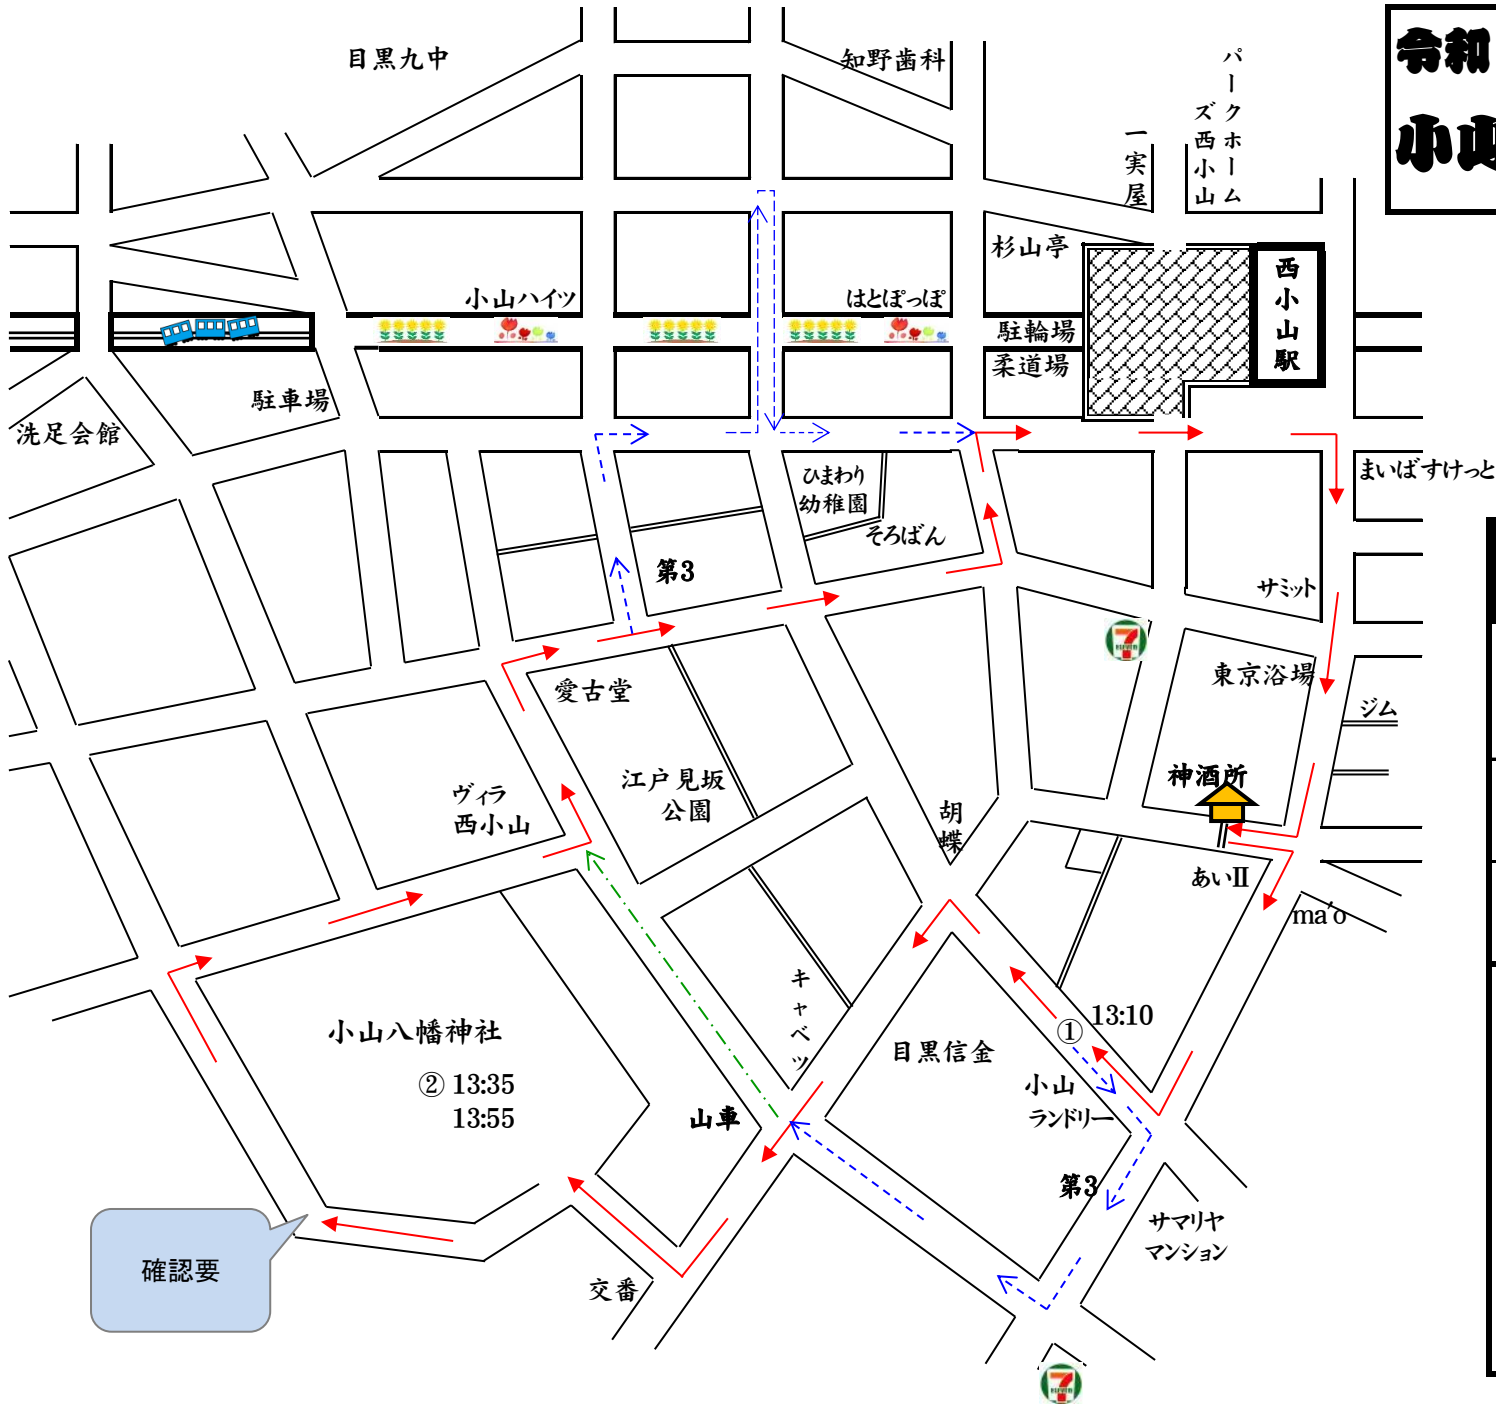 令和
小山
目黒九中
知野歯科
パークホーム
ズ西小山
一実屋
杉山亭
西小山駅
小山ハイツ
はとぽっぽ
駐輪場
柔道場
駐車場
洗足会館
ひまわり
幼稚園
まいばすけっと
そろばん
第3
サミット
7
ELEVEN
東京浴場
愛古堂
ジム
神酒所
江戸見坂
公園
ヴィラ
西小山
胡蝶
あいⅡ
ma'o
キャベツ
13:10
①
小山八幡神社
目黒信金
② 13:35
13:55
小山
ランドリー
山車
第3
サマリヤ
マンション
確認要
交番
7
ELEVEN